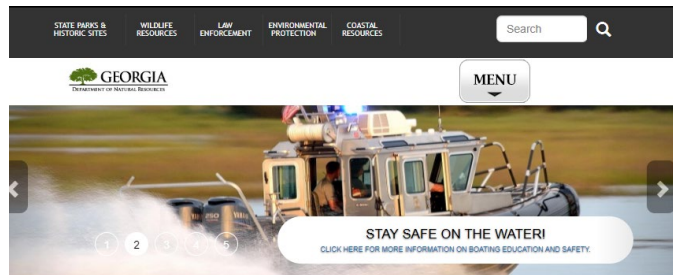 STATE PARKS &
HISTORIC SITES
WILDLIFE
RESOURCES
LAW
ENFORCEMENT
ENVIRONMENTAL
PROTECTION
COASTAL
RESOURCES
Search
GEORGIA
DEPARTMENT OF NATURAL RESOURCES
MENU
250
1 2 3 4 5
STAY SAFE ON THE WATER!
CLICK HERE FOR MORE INFORMATION ON BOATING EDUCATION AND SAFETY.